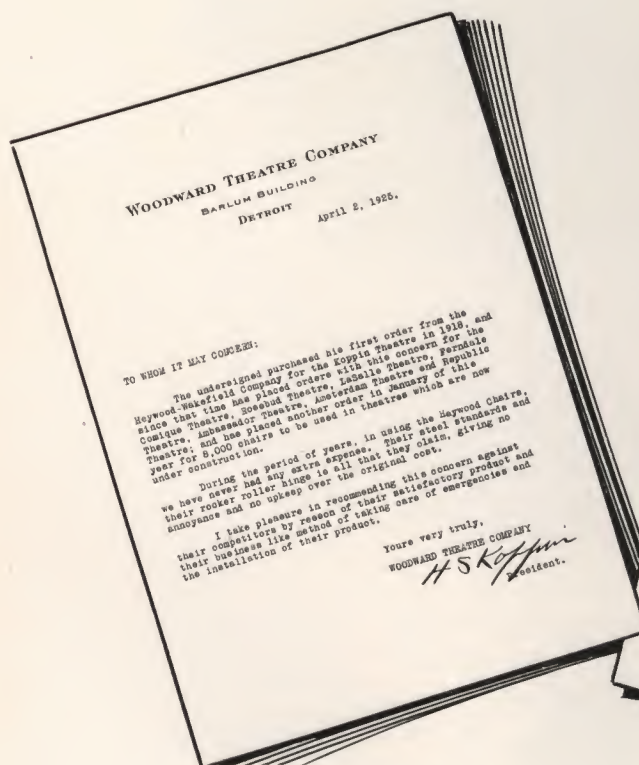 WOODWARD THEATRE COMPANY
BARLUM BUILDING
DETROIT
April 2, 1925.
TO WHOM IT MAY CONCERN:
The undersigned purchased his first order from the
Heywood-Wakefield Company for the Koppin Theatre in 1918, and
since that time has placed orders with this concern for the
Comique Theatre, Rosebud Theatre, LaSalle Theatre, Ferndale
Theatre, Ambassador Theatre, Amsterdam Theatre and Republic
Theatre; and has placed another order in January of this
year for 8,000 chairs to be used in theatres which are now
under construction.
During the period of years, in using the Haywood Chairs,
we have never had any extra expense. Their steel standards and
their rocker roller hinge is all that they claim, giving no
annoyance and no upkeep over the original cost.
I take pleasure in recommending this concern against
their competitors by reason of their satisfactory product and
their business like method of taking care of emergencies and
the installation of their product.
Yours very truly,
WOODWARD THEATRE COMPANY
H S Koppin
President.